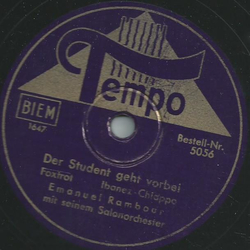 Tempo
BIEM
1647
Bestell-Nr.
5056
Der Student geht vorbei
Foxtrot
Ibanez-Chiappo
Emanuel Rambour
mit seinem Salonorchester